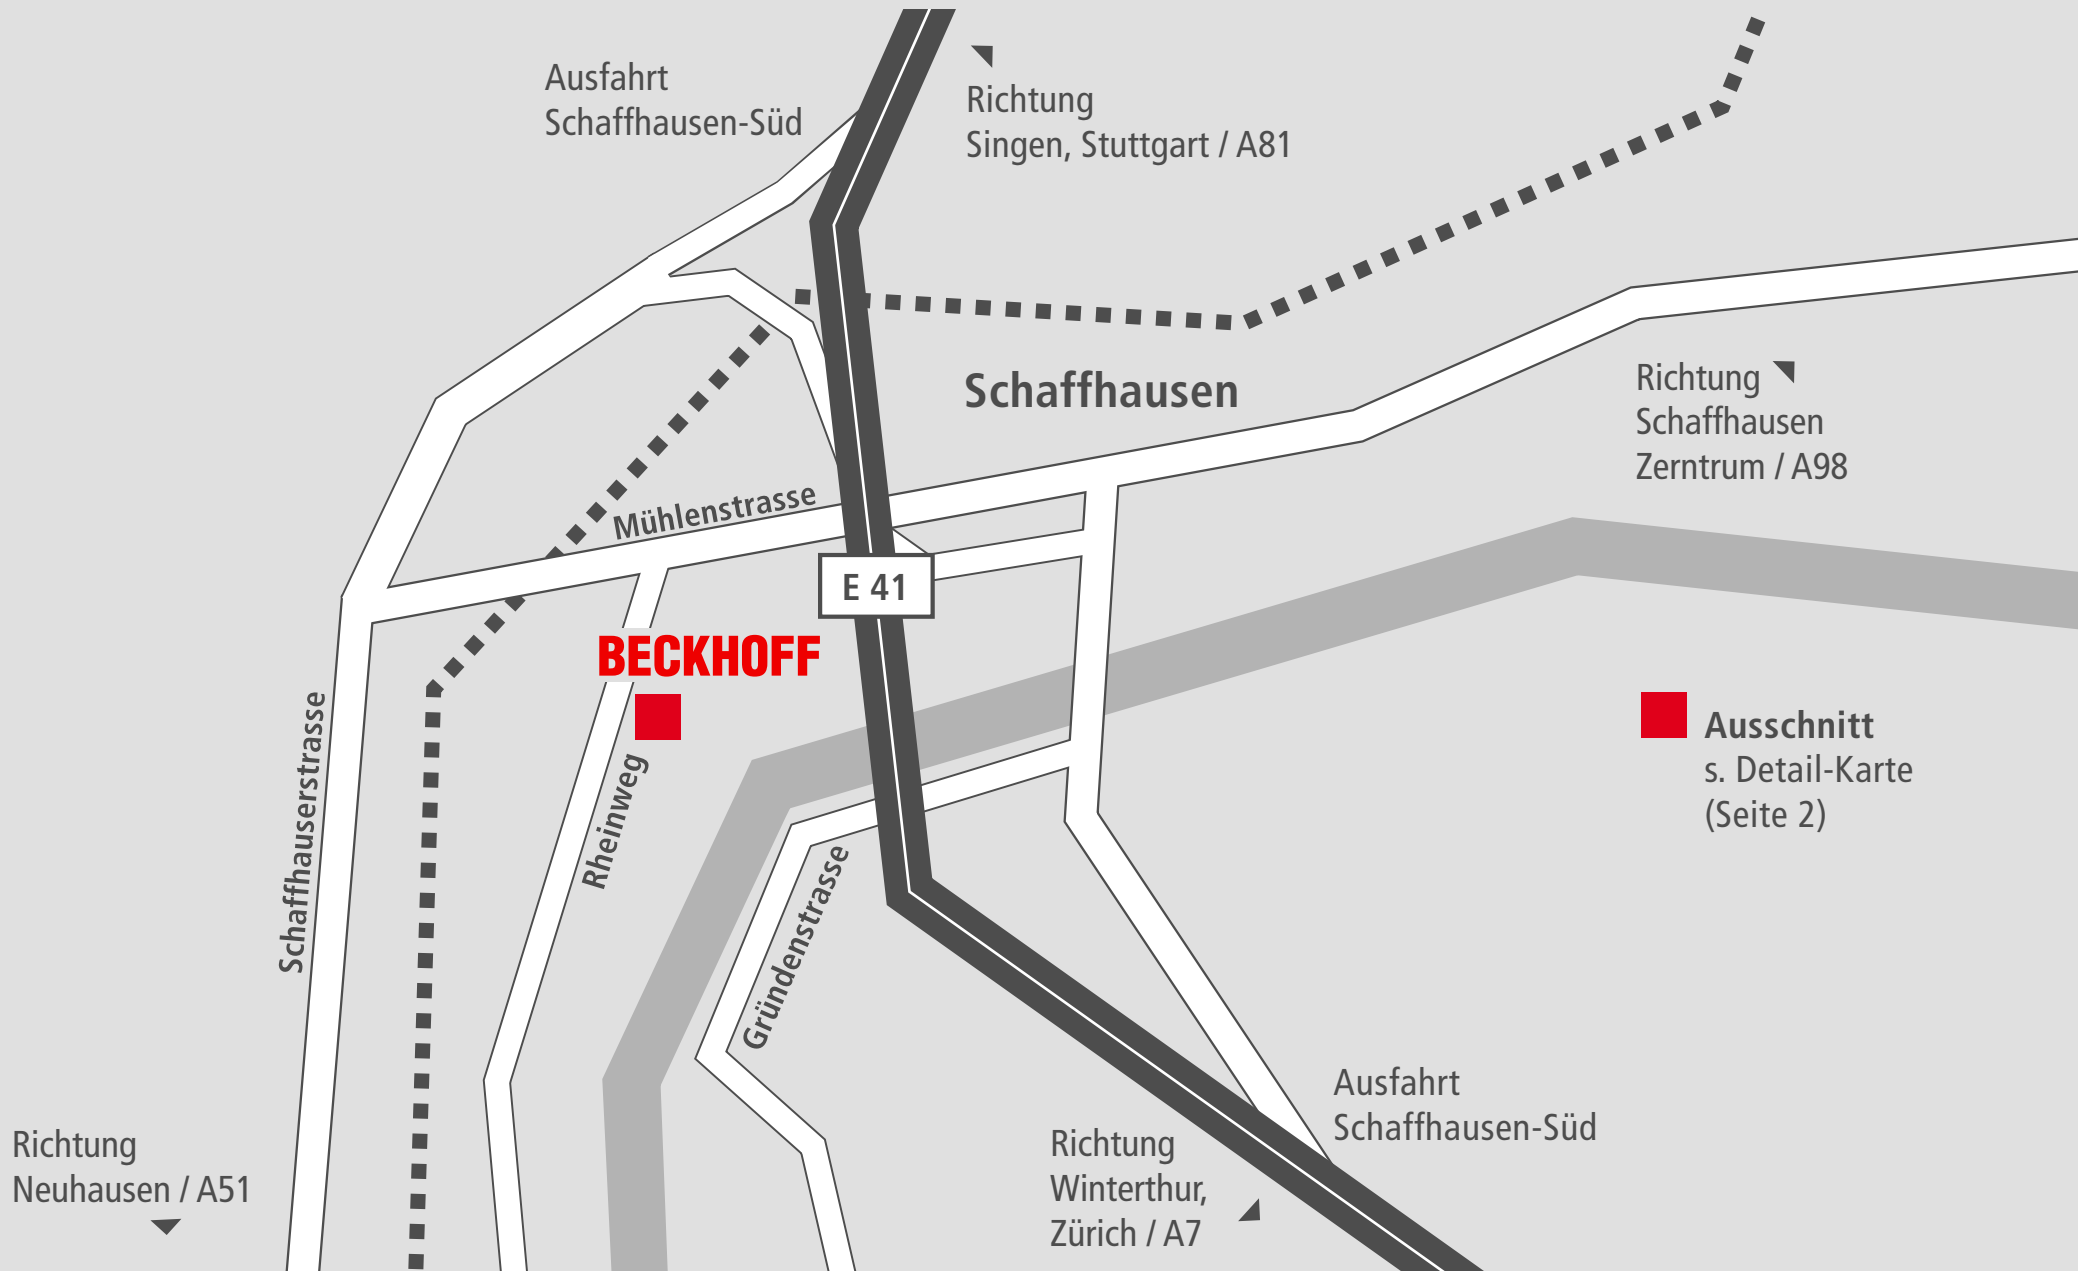 Ausfahrt
Schaffhausen-Süd
Richtung
Singen, Stuttgart / A81
Schaffhausen
Richtung
Schaffhausen
Zerntrum / A98
Mühlenstrasse
E 41
BECKHOFF
Schaffhauserstrasse
Rheinweg
Gründenstrasse
Ausschnitt
s. Detail-Karte
(Seite 2)
Ausfahrt
Schaffhausen-Süd
Richtung
Neuhausen / A51
Richtung
Winterthur,
Zürich / A7